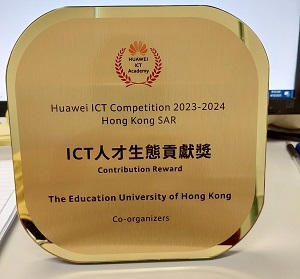 HUAWEI
ICT
Academy
Huawei ICT Competition 2023-2024
Hong Kong SAR
ICT人才生態貢獻獎
Contribution Reward
The Education University of Hong Kong
Co-organizers